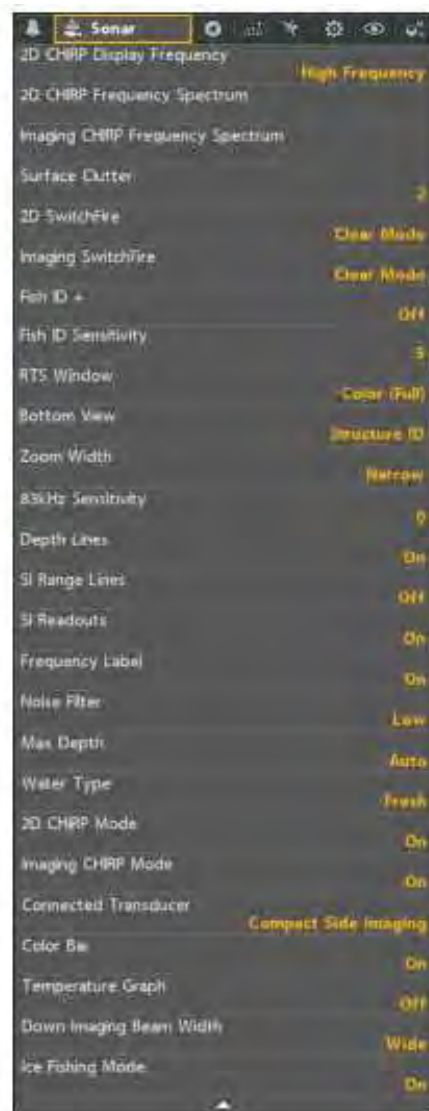 Sonar
2D CHIRP Display Frequency
High Frequency
2D CHIRP Frequency Spectrum
Imaging CHIRP Frequency Spectrum
Surface Clutter
2
2D SwitchFire
Clear Mode
Imaging SwitchFire
Clear Mode
Fish ID +
Off
Fish ID Sensitivity
5
RTS Window
Color (Full)
Bottom View
Structure ID
Zoom Width
Narrow
83kHz Sensitivity
0
Depth Lines
On
SI Range Lines
Off
SI Readouts
On
Frequency Label
On
Noise Filter
Low
Max Depth
Auto
Water Type
Fresh
2D CHIRP Mode
On
Imaging CHIRP Mode
On
Connected Transducer
Compact Side Imaging
Color Bar
On
Temperature Graph
Off
Down Imaging Beam Width
Wide
Ice Fishing Mode
On